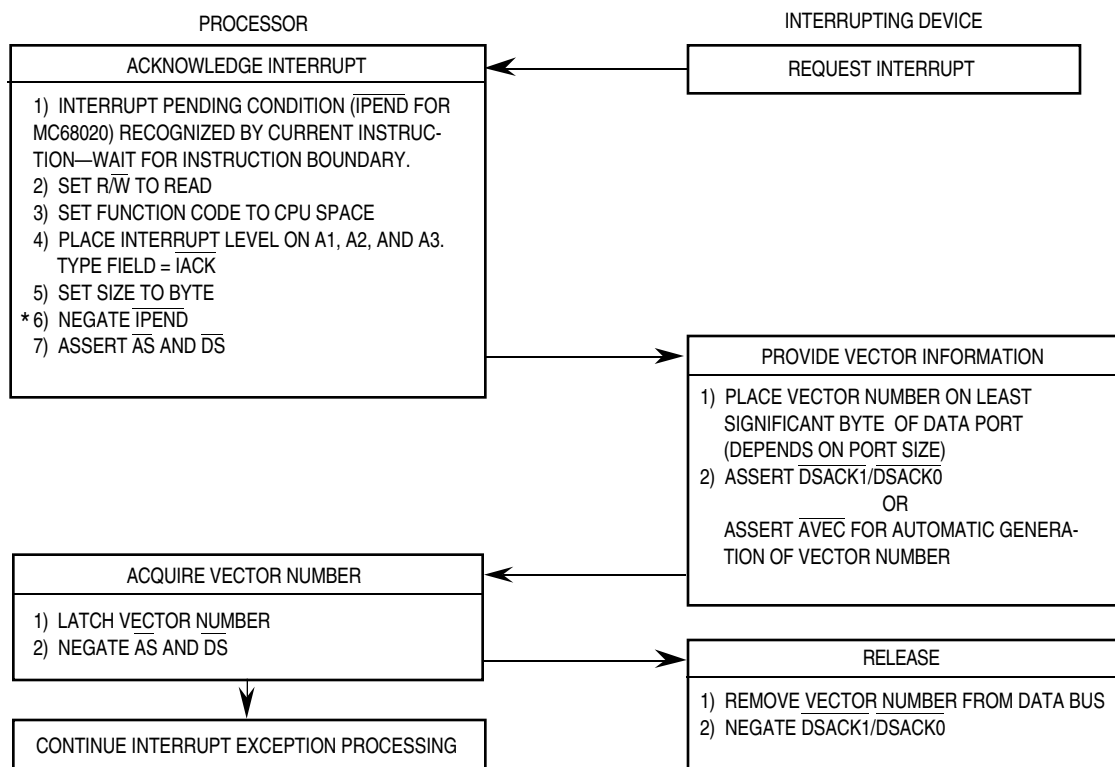 PROCESSOR
INTERRUPTING DEVICE
ACKNOWLEDGE INTERRUPT
REQUEST INTERRUPT
1) INTERRUPT PENDING CONDITION (IPEND FOR
MC68020) RECOGNIZED BY CURRENT INSTRUC-
TION—WAIT FOR INSTRUCTION BOUNDARY.
2) SET R/W TO READ
3) SET FUNCTION CODE TO CPU SPACE
4) PLACE INTERRUPT LEVEL ON A1, A2, AND A3.
TYPE FIELD = IACK
5) SET SIZE TO BYTE
* 6) NEGATE IPEND
7) ASSERT AS AND DS
PROVIDE VECTOR INFORMATION
1) PLACE VECTOR NUMBER ON LEAST
SIGNIFICANT BYTE OF DATA PORT
(DEPENDS ON PORT SIZE)
2) ASSERT DSACK1/DSACK0
OR
ASSERT AVEC FOR AUTOMATIC GENERA-
TION OF VECTOR NUMBER
ACQUIRE VECTOR NUMBER
1) LATCH VECTOR NUMBER
2) NEGATE AS AND DS
RELEASE
1) REMOVE VECTOR NUMBER FROM DATA BUS
2) NEGATE DSACK1/DSACK0
CONTINUE INTERRUPT EXCEPTION PROCESSING